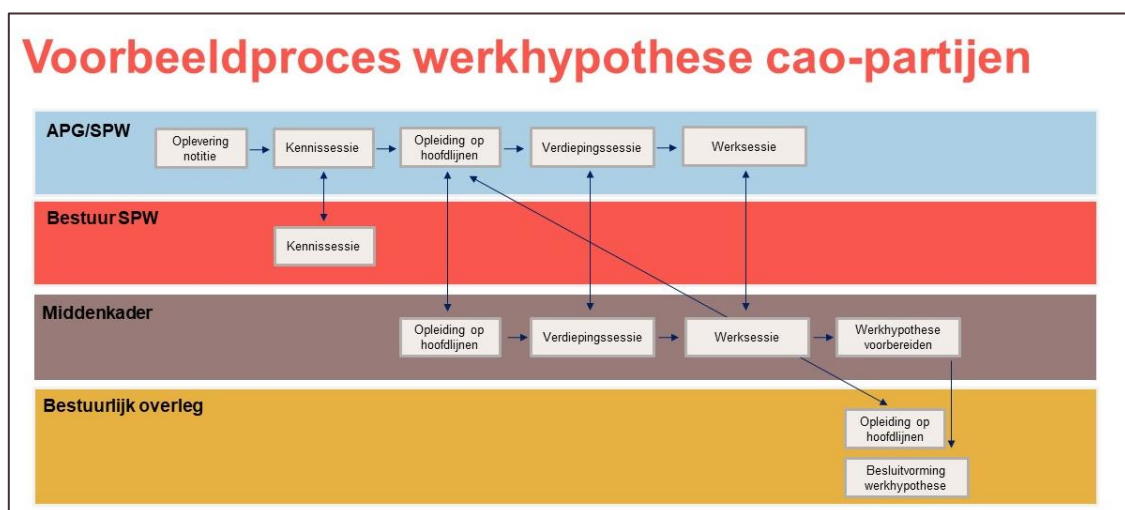 Voorbeeldproces werkhypothese cao-partijen
APG/SPW
Oplevering
notitie
Kennissessie
Opleiding op
hoofdlijnen
Verdiepingssessie
Werksessie
Bestuur SPW
Kennissessie
Middenkader
Opleiding op
hoofdlijnen
Verdiepingssessie
Werksessie
Werkhypothese
voorbereiden
Bestuurlijk overleg
Opleiding op
hoofdlijnen
Besluitvorming
werkhypothese